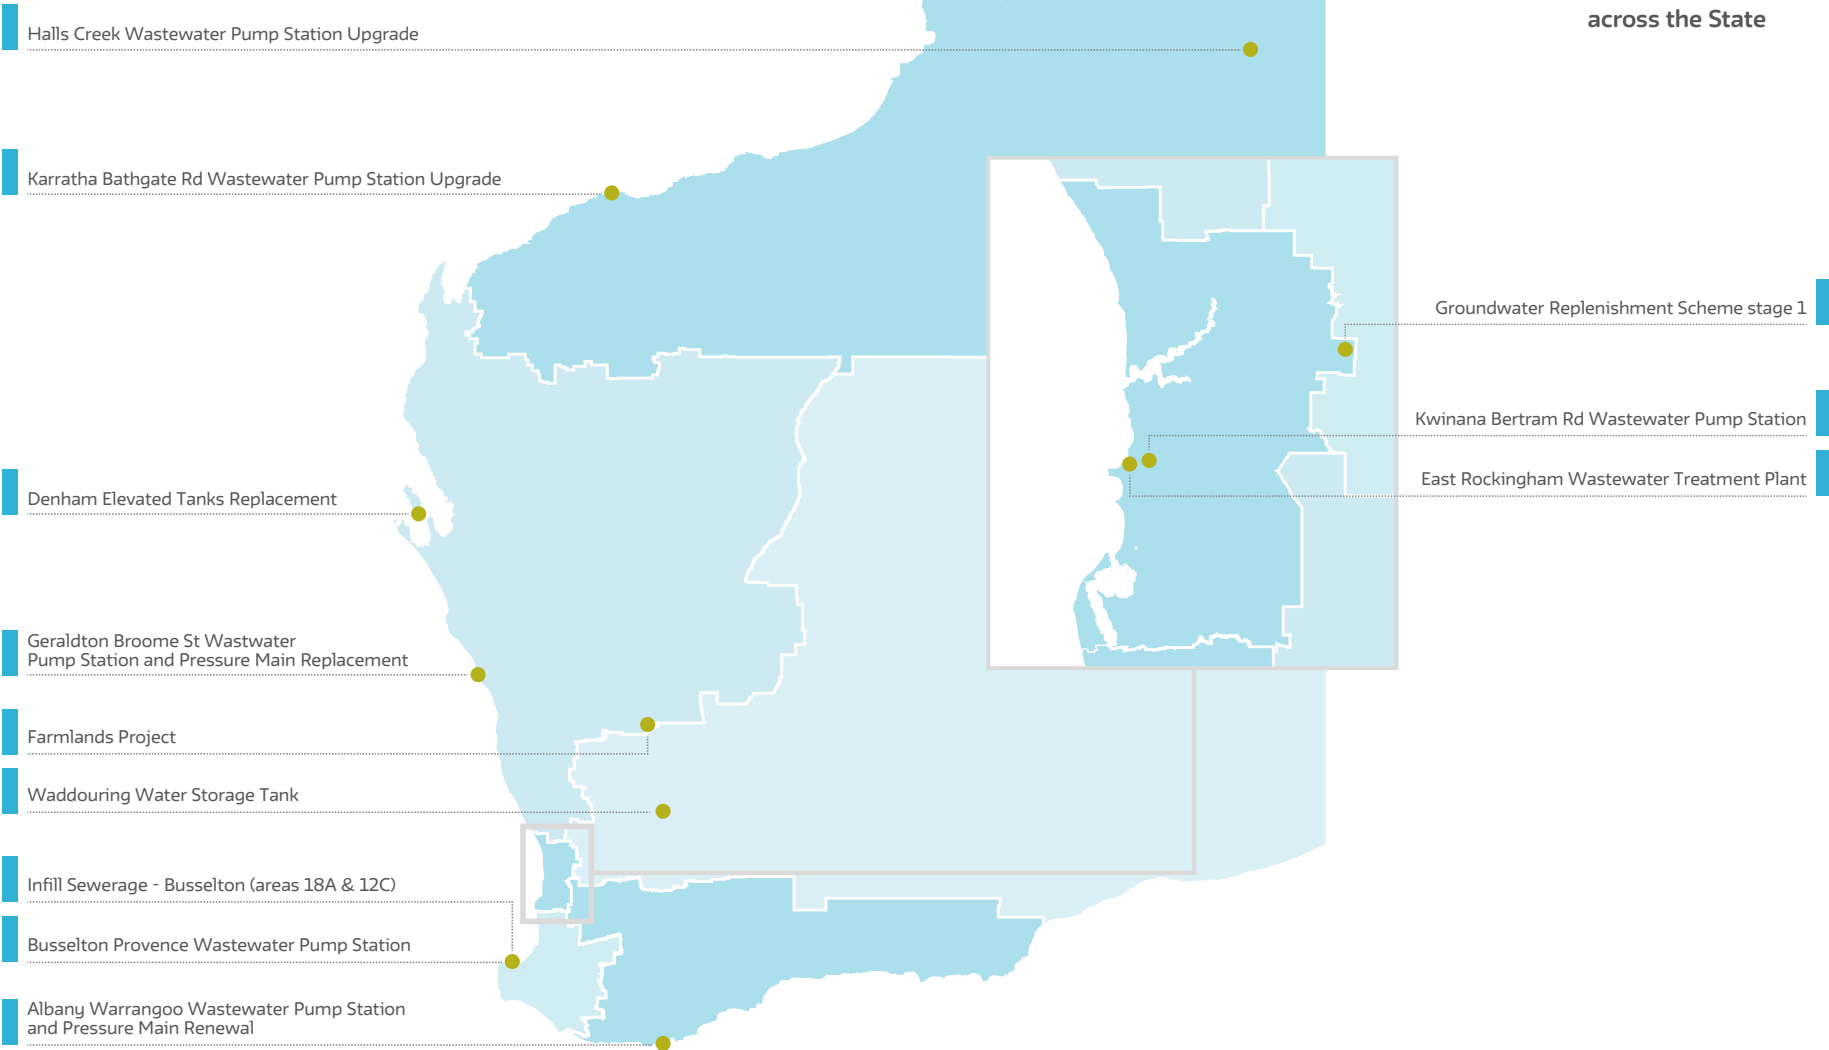 across the State
Halls Creek Wastewater Pump Station Upgrade
Karratha Bathgate Rd Wastewater Pump Station Upgrade
Denham Elevated Tanks Replacement
Geraldton Broome St Wastwater
Pump Station and Pressure Main Replacement
Farmlands Project
Waddouring Water Storage Tank
Infill Sewerage - Busselton (areas 18A & 12C)
Busselton Provence Wastewater Pump Station
Albany Warrangoo Wastewater Pump Station
and Pressure Main Renewal
Groundwater Replenishment Scheme stage 1
Kwinana Bertram Rd Wastewater Pump Station
East Rockingham Wastewater Treatment Plant